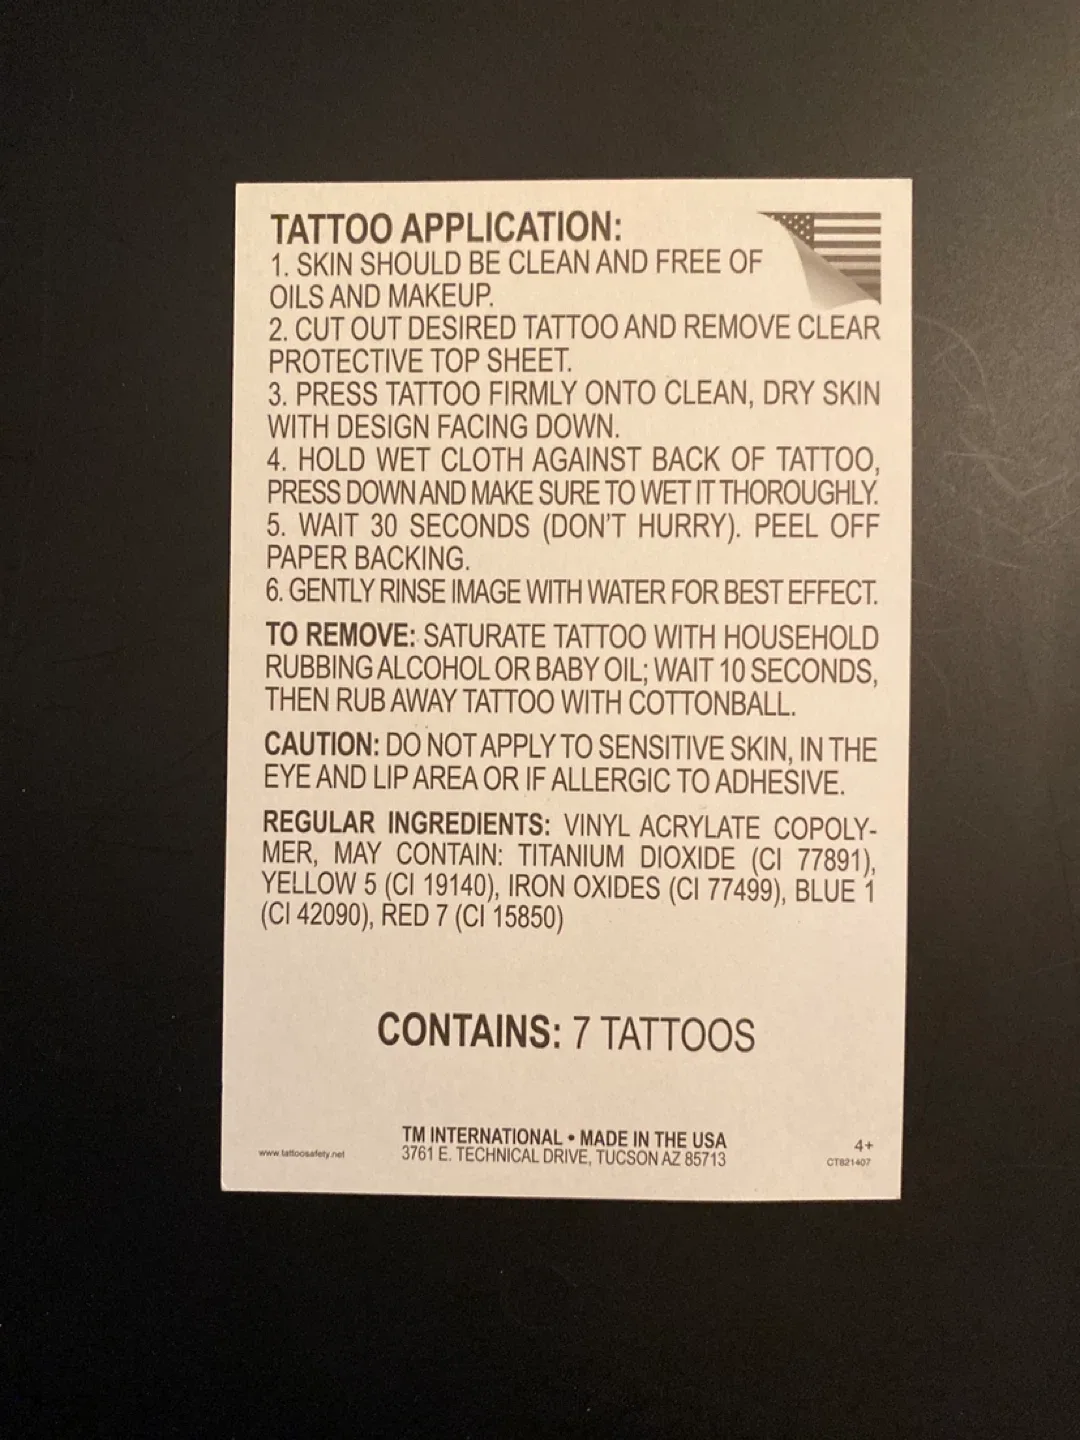 TATTOO APPLICATION:
1. SKIN SHOULD BE CLEAN AND FREE OF
OILS AND MAKEUP.
2. CUT OUT DESIRED TATTOO AND REMOVE CLEAR
PROTECTIVE TOP SHEET.
3. PRESS TATTOO FIRMLY ONTO CLEAN, DRY SKIN
WITH DESIGN FACING DOWN.
4. HOLD WET CLOTH AGAINST BACK OF TATTOO,
PRESS DOWN AND MAKE SURE TO WET IT THOROUGHLY.
5. WAIT 30 SECONDS (DON'T HURRY). PEEL OFF
PAPER BACKING.
6. GENTLY RINSE IMAGE WITH WATER FOR BEST EFFECT.
TO REMOVE: SATURATE TATTOO WITH HOUSEHOLD
RUBBING ALCOHOL OR BABY OIL; WAIT 10 SECONDS,
THEN RUB AWAY TATTOO WITH COTTONBALL.
CAUTION: DO NOT APPLY TO SENSITIVE SKIN, IN THE
EYE AND LIP AREA OR IF ALLERGIC TO ADHESIVE.
REGULAR INGREDIENTS: VINYL ACRYLATE COPOLY-
MER, MAY CONTAIN: TITANIUM DIOXIDE (CI 77891),
YELLOW 5 (CI 19140), IRON OXIDES (CI 77499), BLUE 1
(CI 42090), RED 7 (CI 15850)
CONTAINS: 7 TATTOOS
TM INTERNATIONAL • MADE IN THE USA
3761 E. TECHNICAL DRIVE, TUCSON AZ 85713
www.tattoosafety.net
4+
CTB21407